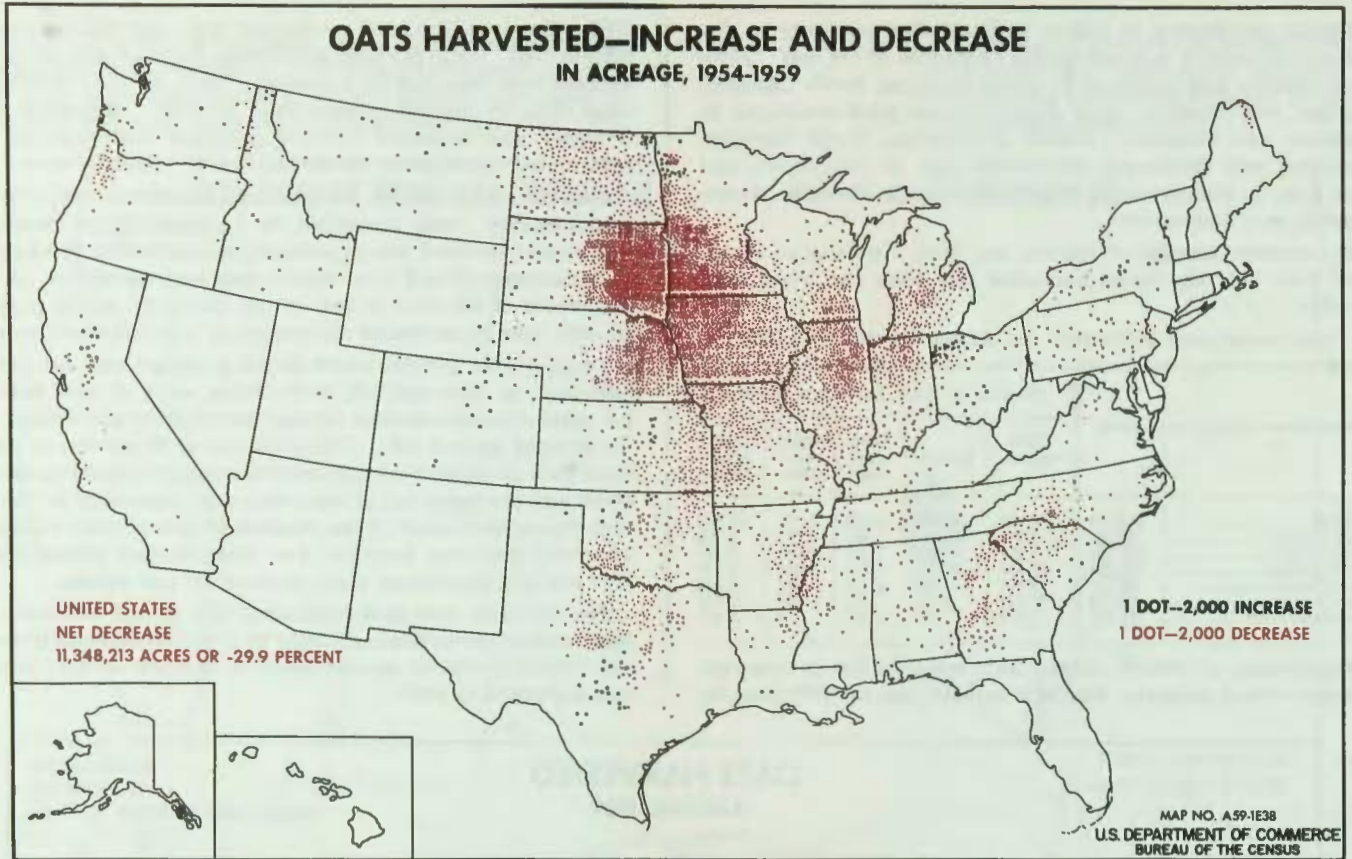 OATS HARVESTED—INCREASE AND DECREASE
IN ACREAGE, 1954-1959
UNITED STATES
NET DECREASE
11,348,213 ACRES OR -29.9 PERCENT
1 DOT—2,000 INCREASE
1 DOT—2,000 DECREASE
MAP NO. A59-1E38
U.S. DEPARTMENT OF COMMERCE
BUREAU OF THE CENSUS